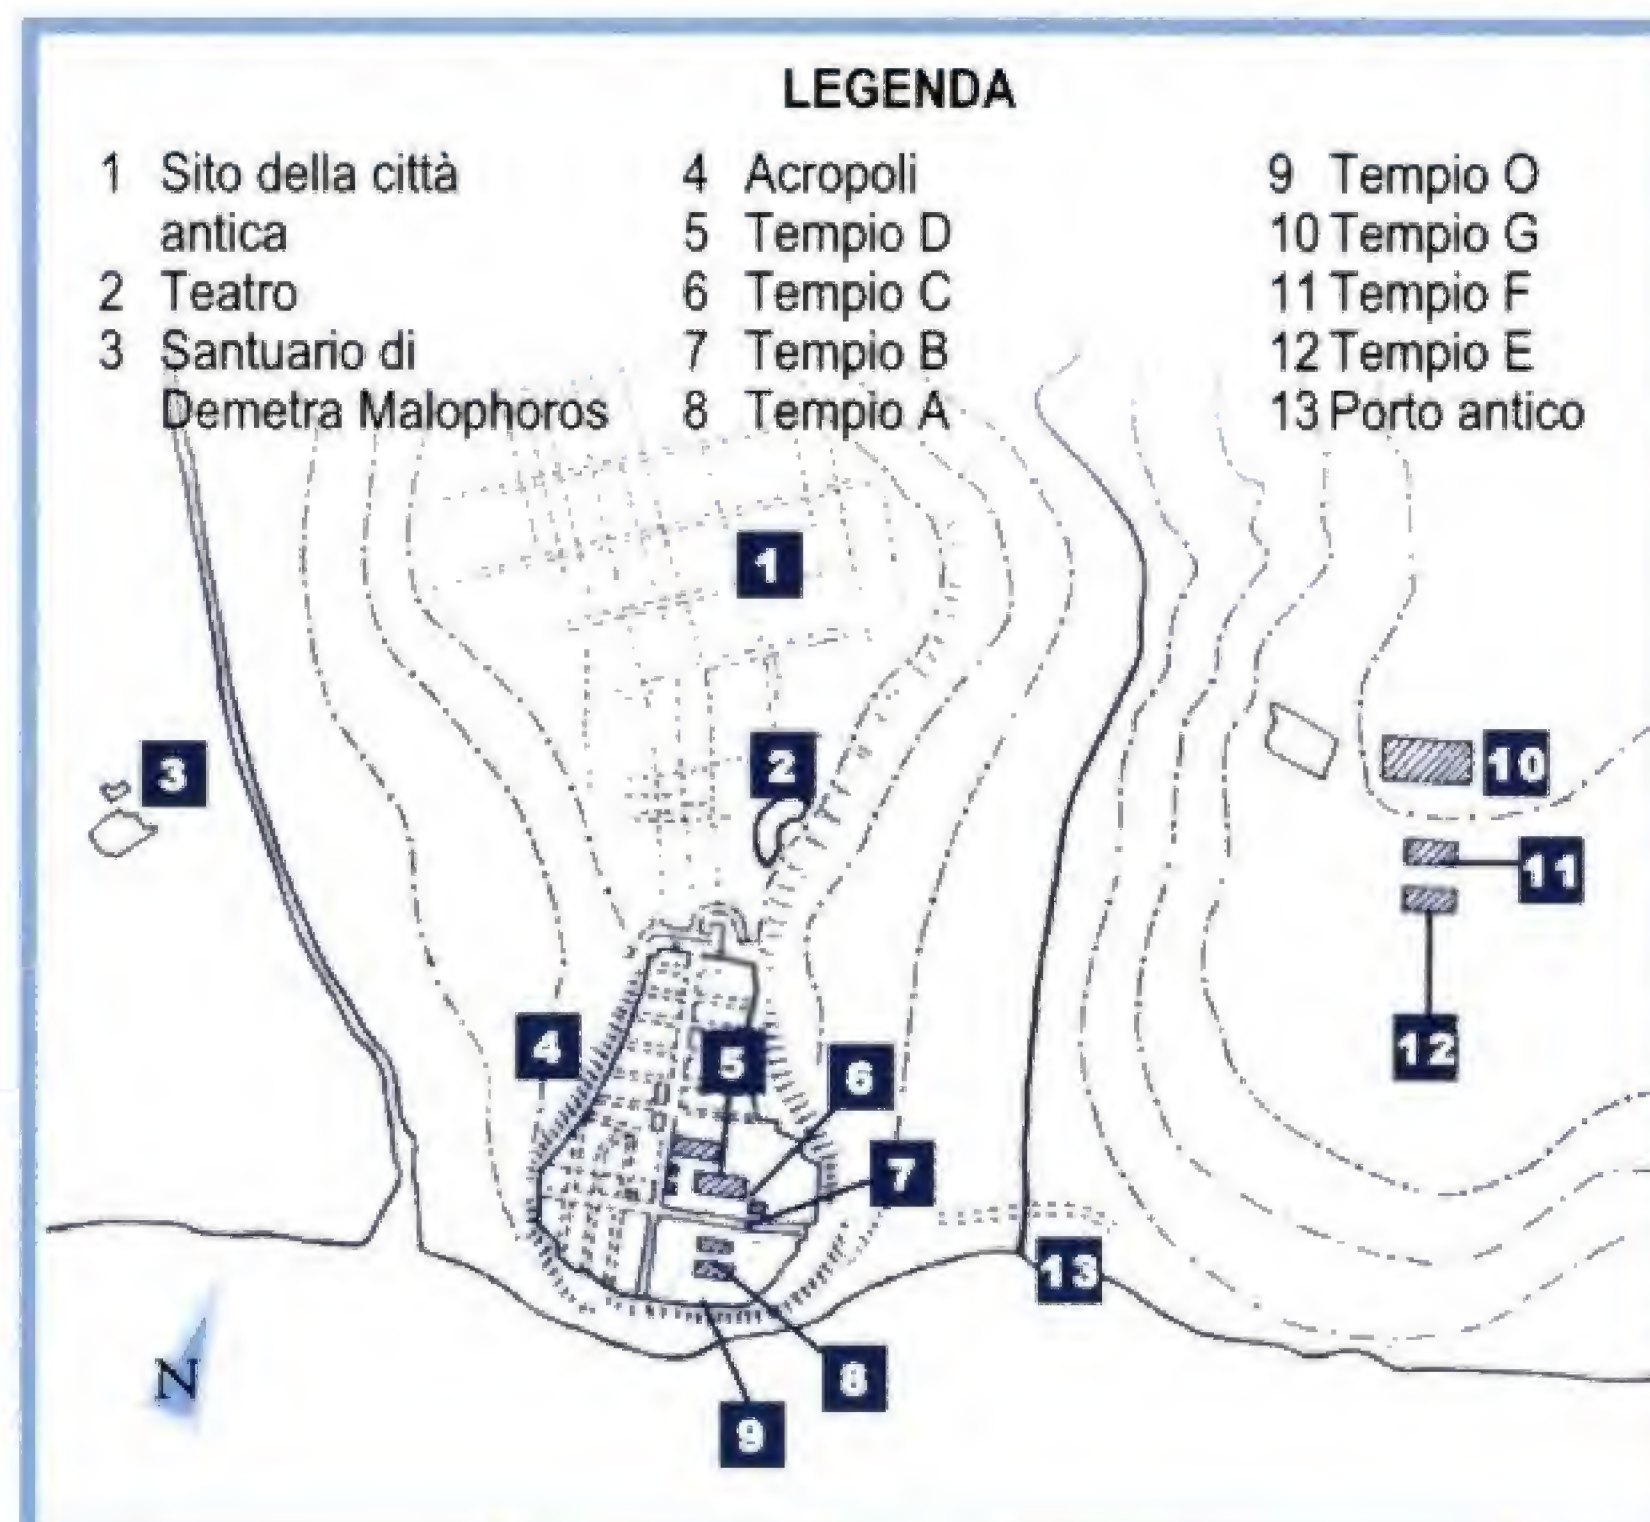 LEGENDA
1 Sito della città
antica
2 Teatro
3 Santuario di
Demetra Malophoros
4 Acropoli
5 Tempio D
6 Tempio C
7 Tempio B
8 Tempio A
9 Tempio O
10 Tempio G
11 Tempio F
12 Tempio E
13 Porto antico
1
2
3
10
11
12
4
5
6
7
13
8
9
N